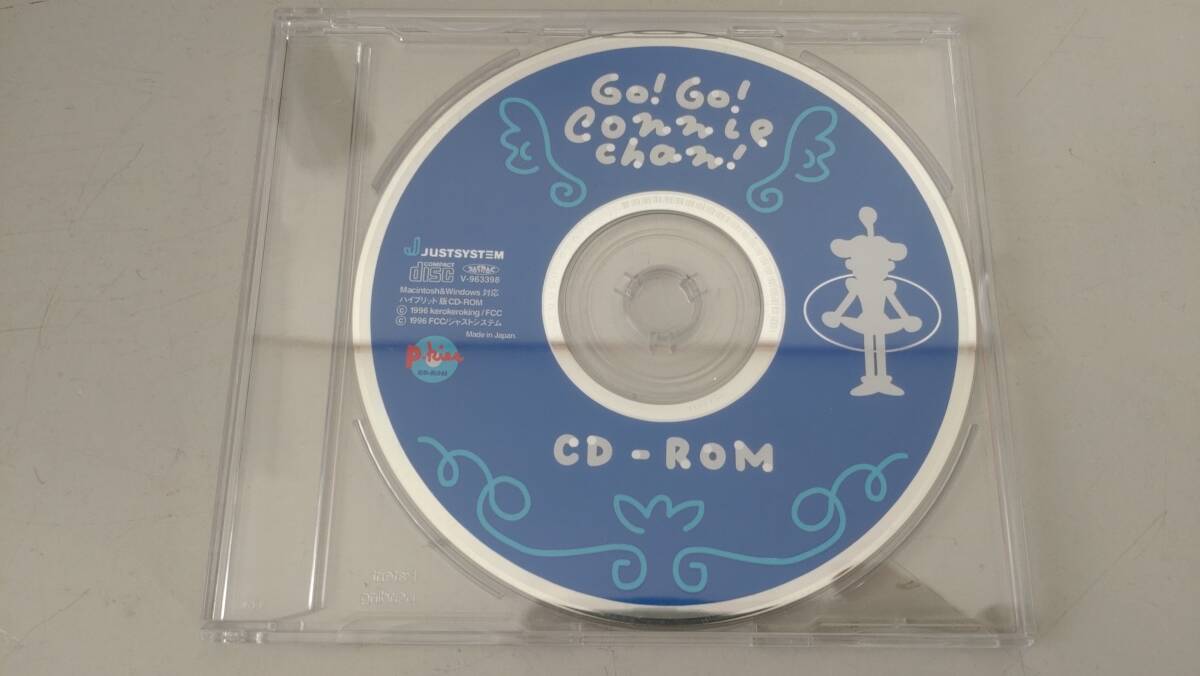 Go! Go!
Connie
chan!
JUSTSYSTEM
COMPACT
disc
V-963398
Macintosh&Windows 対応
ハイブリッド版 CD-ROM
© 1996 kerokeroking / FCC
© 1996 FCC/ジャストシステム
Made in Japan
p.kies
CD-ROM